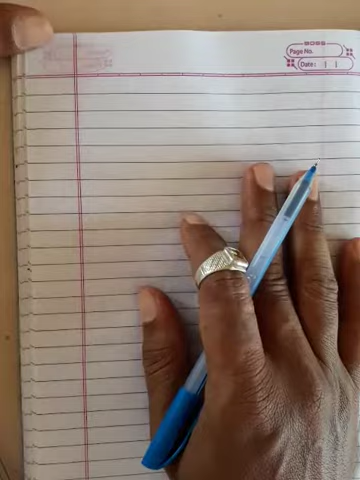 Page No.
Date: | |